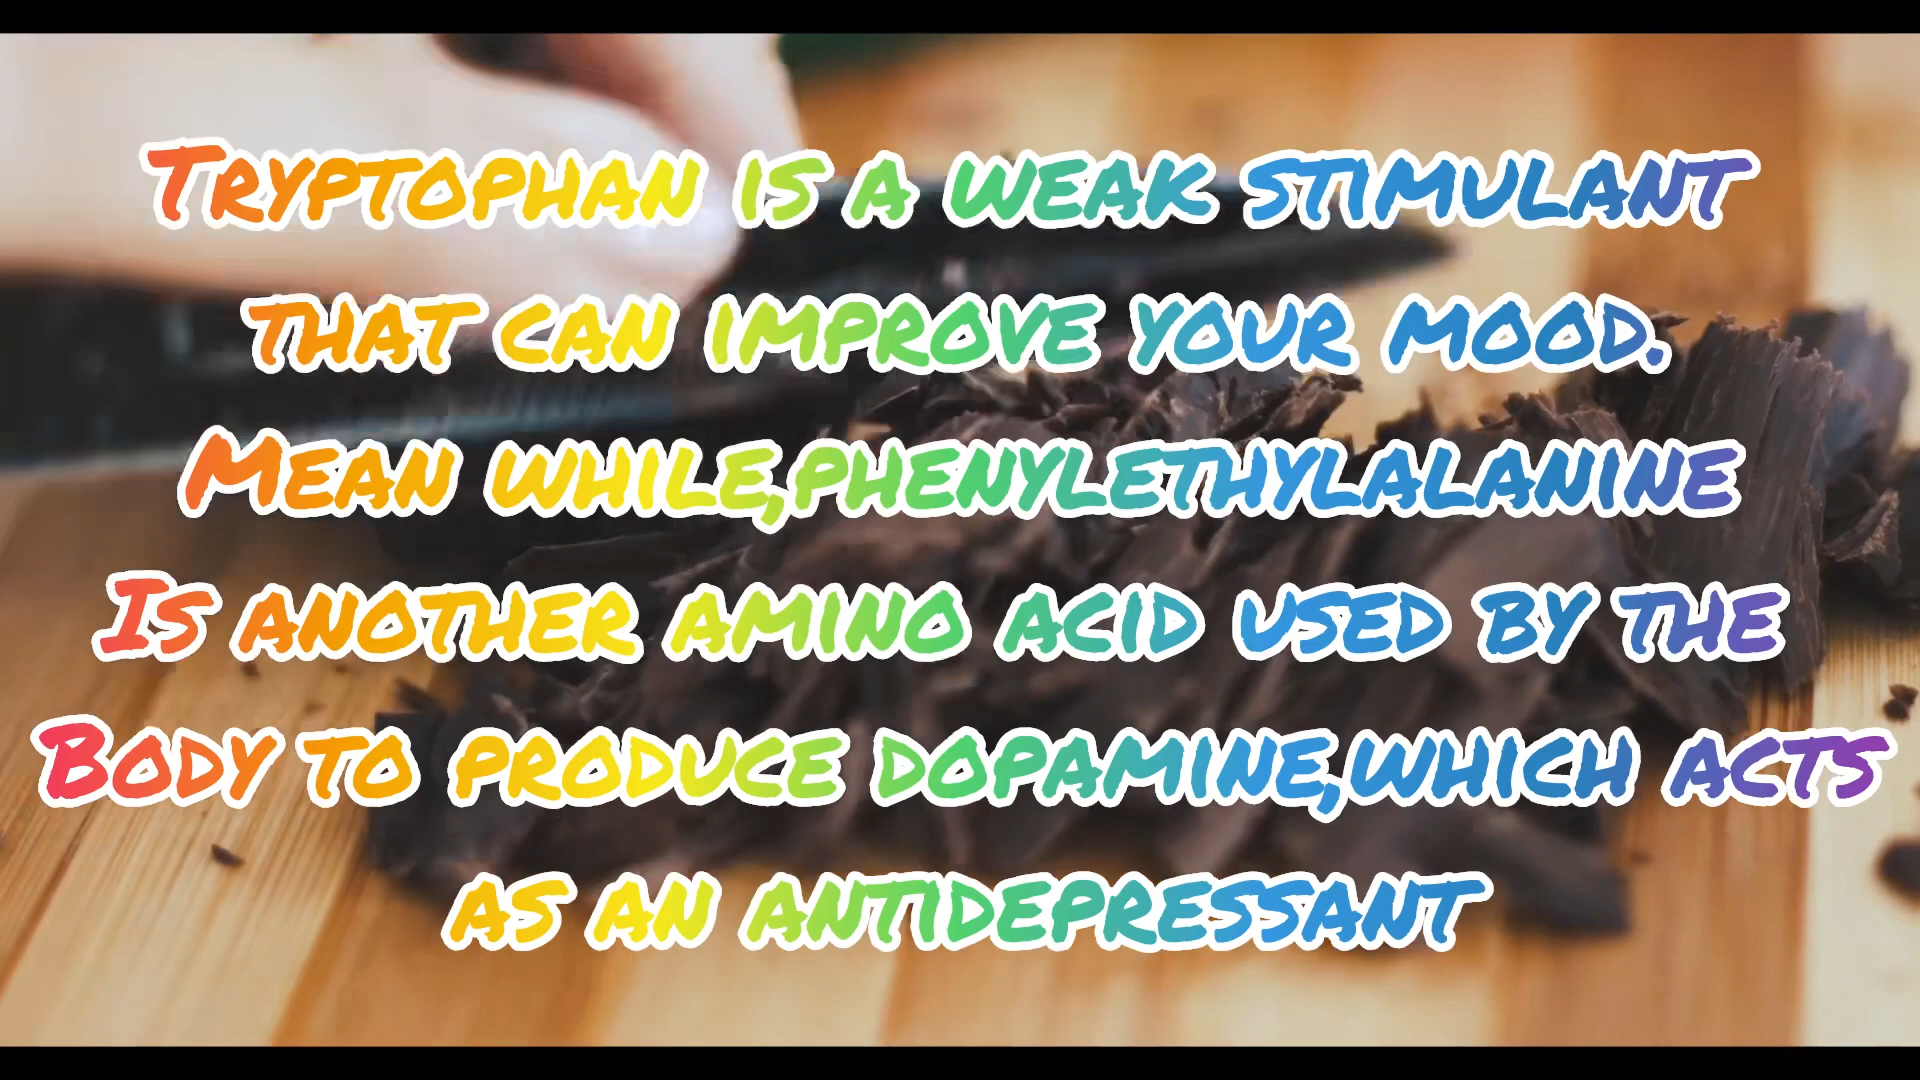 Tryptophan is a weak stimulant
that can improve your mood.
Mean while,phenylethylalanine
Is another amino acid used by the
Body to produce dopamine,which acts
as an antidepressant